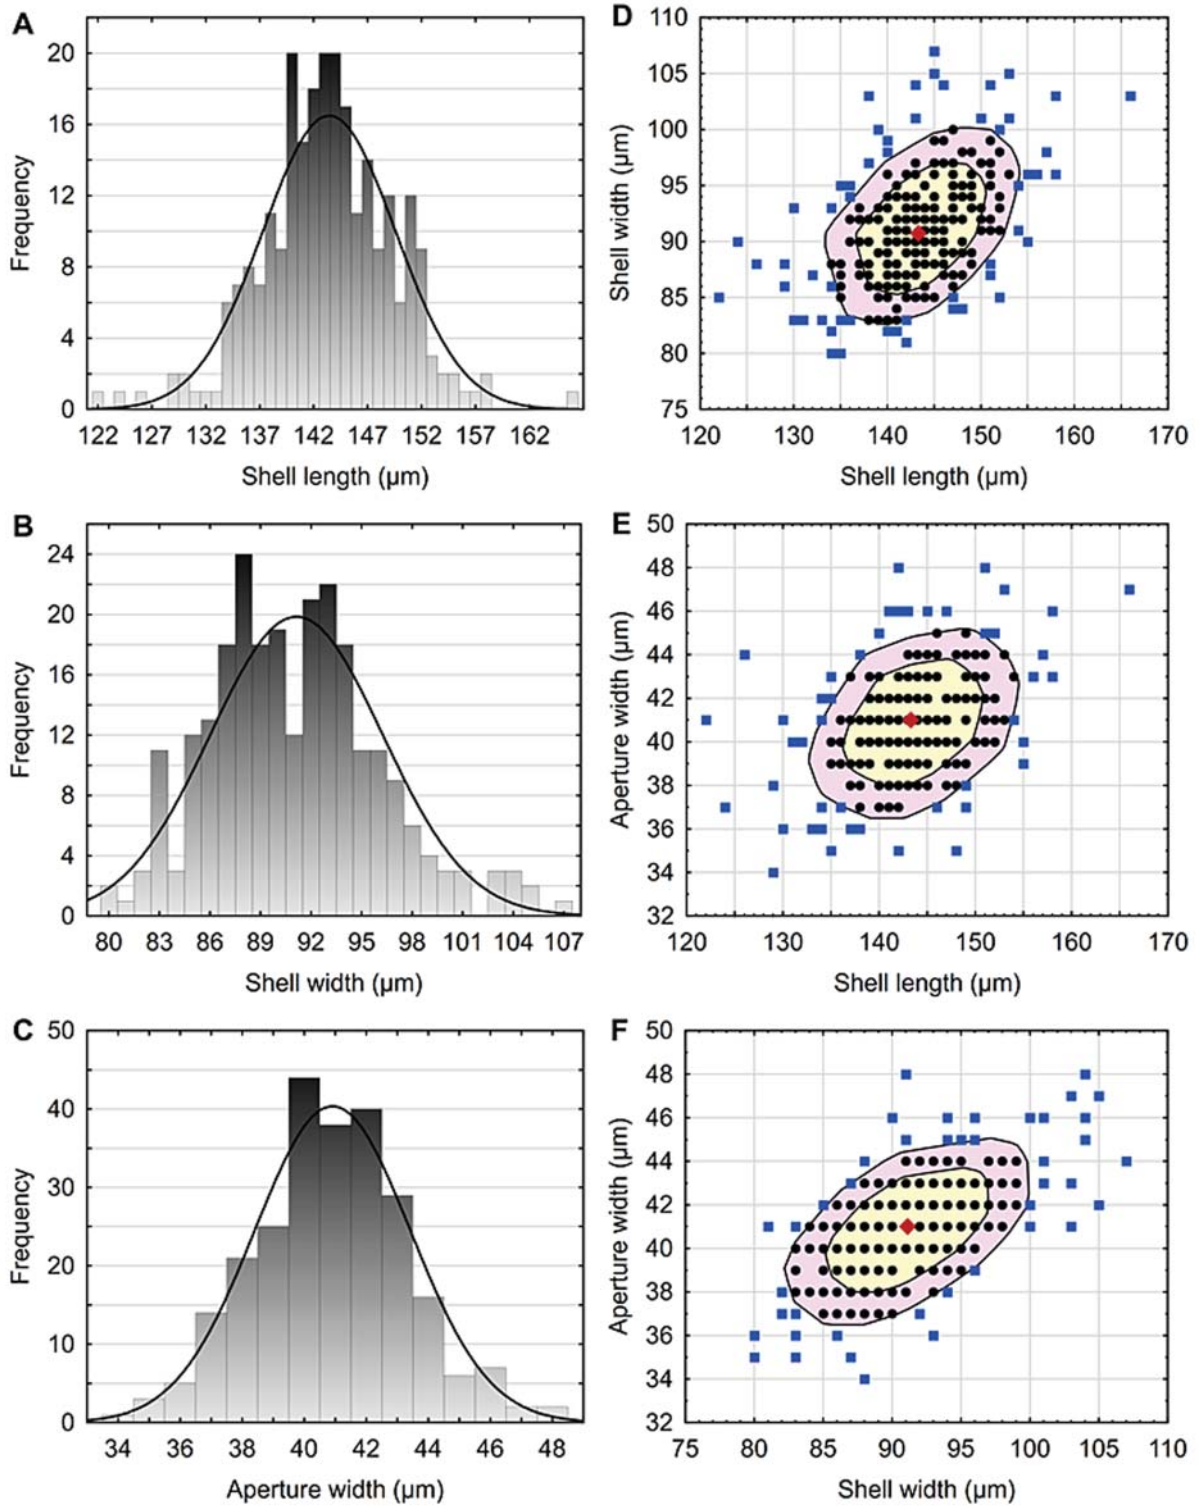 A
20
16
12
8
4
0
Frequency
122 127 132 137 142 147 152 157 162
Shell length (µm)
D
110
105
100
95
90
85
80
75
Shell width (µm)
120 130 140 150 160 170
Shell length (µm)
B
24
20
16
12
8
4
0
Frequency
80 83 86 89 92 95 98 101 104 107
Shell width (µm)
E
50
48
46
44
42
40
38
36
34
32
Aperture width (µm)
120 130 140 150 160 170
Shell length (µm)
C
50
40
30
20
10
0
Frequency
34 36 38 40 42 44 46 48
Aperture width (µm)
F
50
48
46
44
42
40
38
36
34
32
Aperture width (µm)
75 80 85 90 95 100 105 110
Shell width (µm)